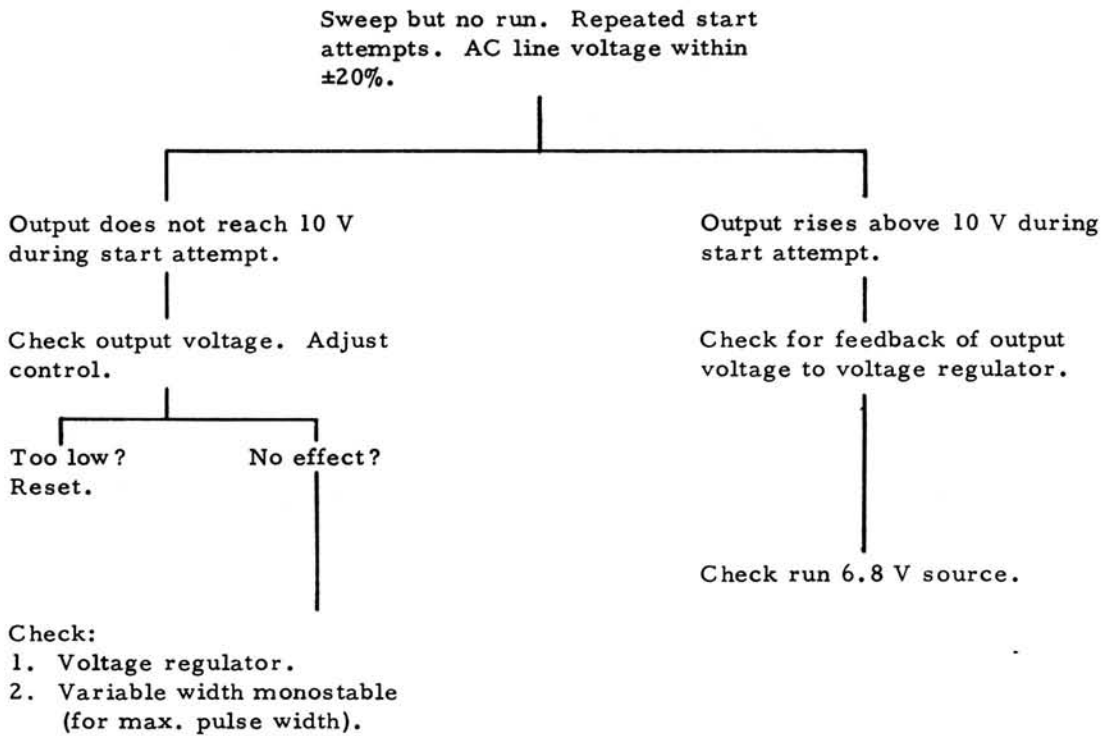 Sweep but no run. Repeated start
attempts. AC line voltage within
±20%.
Output does not reach 10 V
during start attempt.
Check output voltage. Adjust
control.
Too low?
Reset.
No effect?
Check:
1. Voltage regulator.
2. Variable width monostable
(for max. pulse width).
Output rises above 10 V during
start attempt.
Check for feedback of output
voltage to voltage regulator.
Check run 6.8 V source.